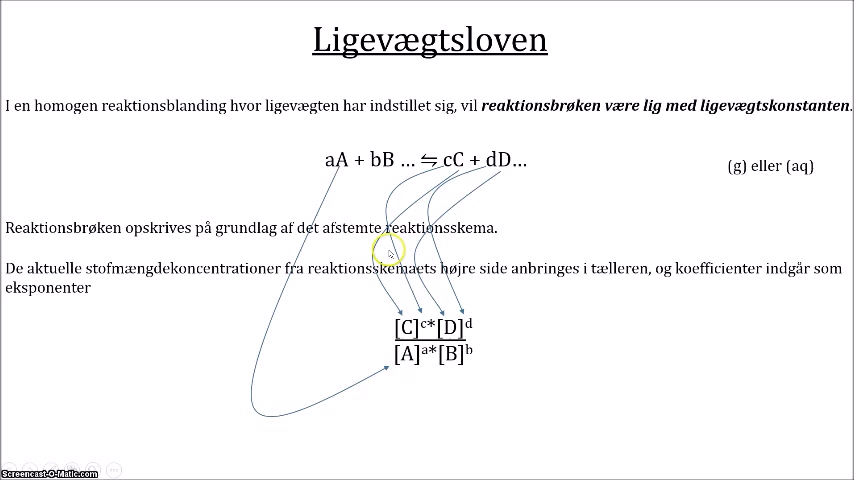 Ligevægtsloven
I en homogen reaktionsblanding hvor ligevægten har indstillet sig, vil reaktionsbrøken være lig med ligevægtskonstanten.
aA + bB ... ⇋ cC + dD...
(g) eller (aq)
Reaktionsbrøken opskrives på grundlag af det afstemte reaktionsskema.
De aktuelle stofmængdekoncentrationer fra reaktionsskemaets højre side anbringes i tælleren, og koefficienter indgår som
eksponenter
[C]ᶜ*[D]ᵈ
[A]ᵃ*[B]ᵇ
Screencast-O-Matic.com